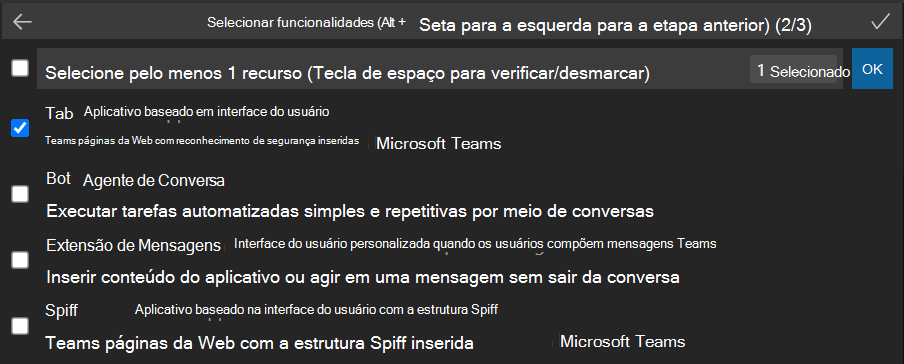 Selecionar funcionalidades (Alt + Seta para a esquerda para a etapa anterior) (2/3)
Selecione pelo menos 1 recurso (Tecla de espaço para verificar/desmarcar) 1 Selecionado OK
Tab Aplicativo baseado em interface do usuário
Teams páginas da Web com reconhecimento de segurança inseridas Microsoft Teams
Bot Agente de Conversa
Executar tarefas automatizadas simples e repetitivas por meio de conversas
Extensão de Mensagens Interface do usuário personalizada quando os usuários compõem mensagens Teams
Inserir conteúdo do aplicativo ou agir em uma mensagem sem sair da conversa
Spiff Aplicativo baseado na interface do usuário com a estrutura Spiff
Teams páginas da Web com a estrutura Spiff inserida Microsoft Teams